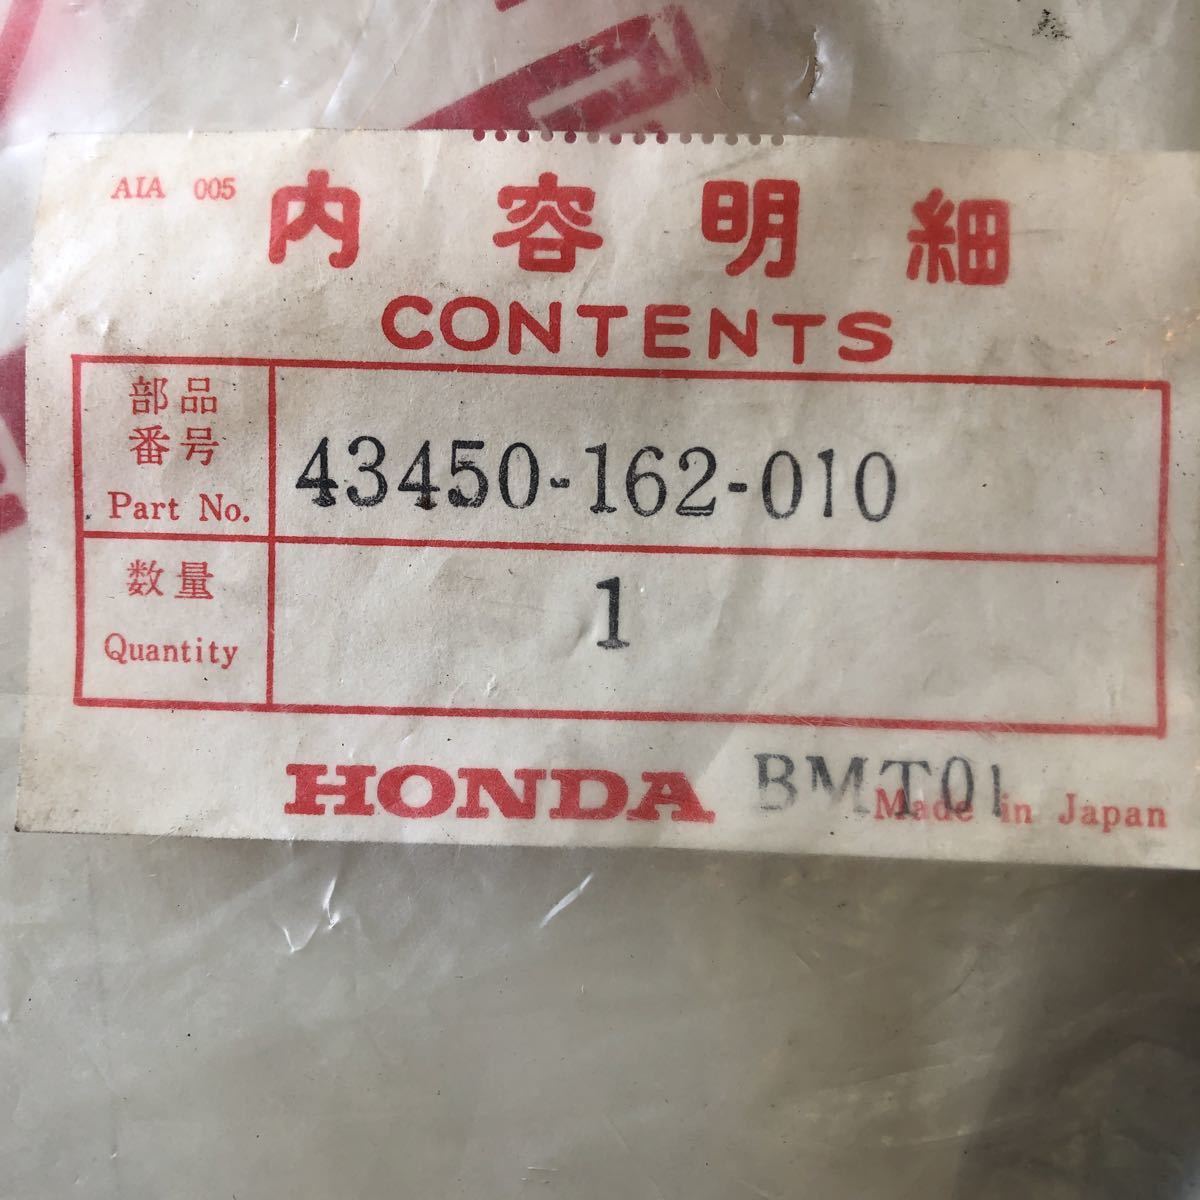 AIA 005
内容明細
CONTENTS
部品
番号
Part No.
43450-162-010
数量
Quantity
1
HONDA
BMT01
Made in Japan